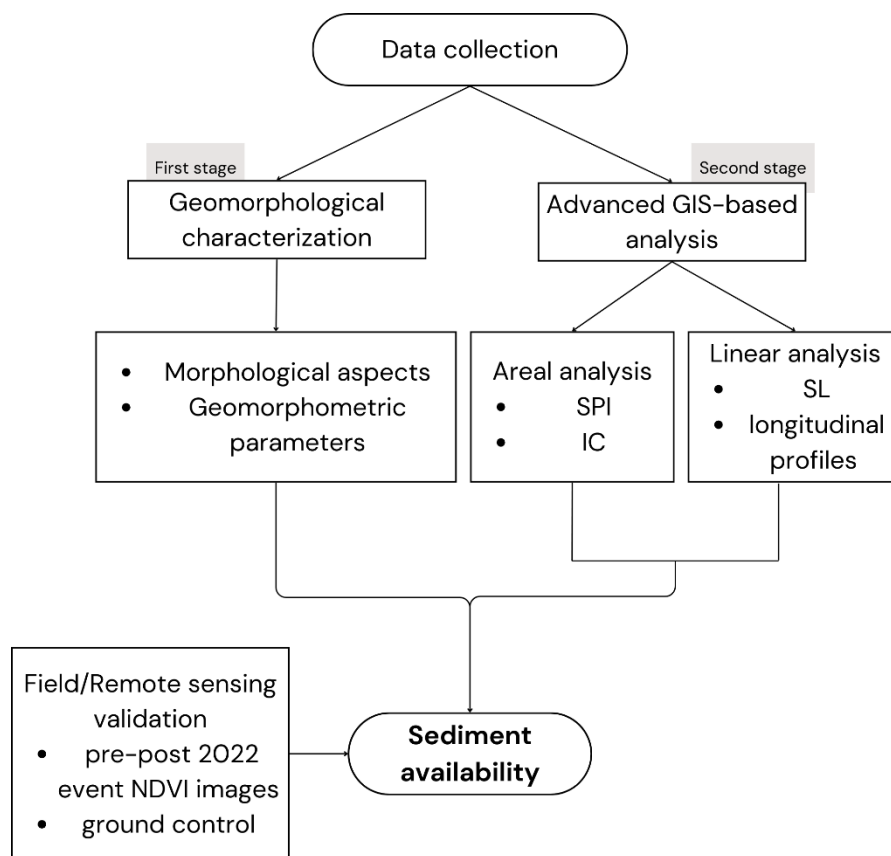 Data collection
First stage
Geomorphological
characterization
Second stage
Advanced GIS-based
analysis
• Morphological aspects
• Geomorphometric
parameters
Areal analysis
• SPI
• IC
Linear analysis
• SL
• longitudinal
profiles
Field/Remote sensing
validation
• pre-post 2022
event NDVI images
• ground control
Sediment
availability